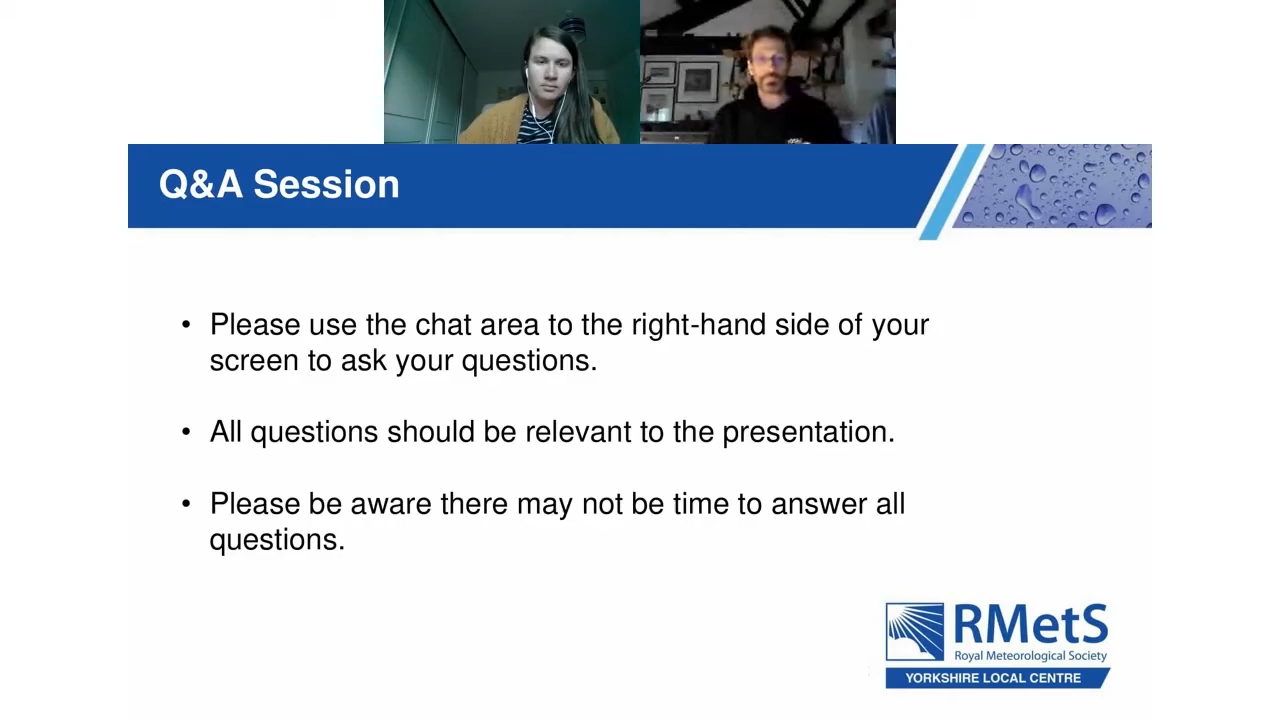 Q&A Session
• Please use the chat area to the right-hand side of your
screen to ask your questions.
• All questions should be relevant to the presentation.
• Please be aware there may not be time to answer all
questions.
RMetS
Royal Meteorological Society
YORKSHIRE LOCAL CENTRE